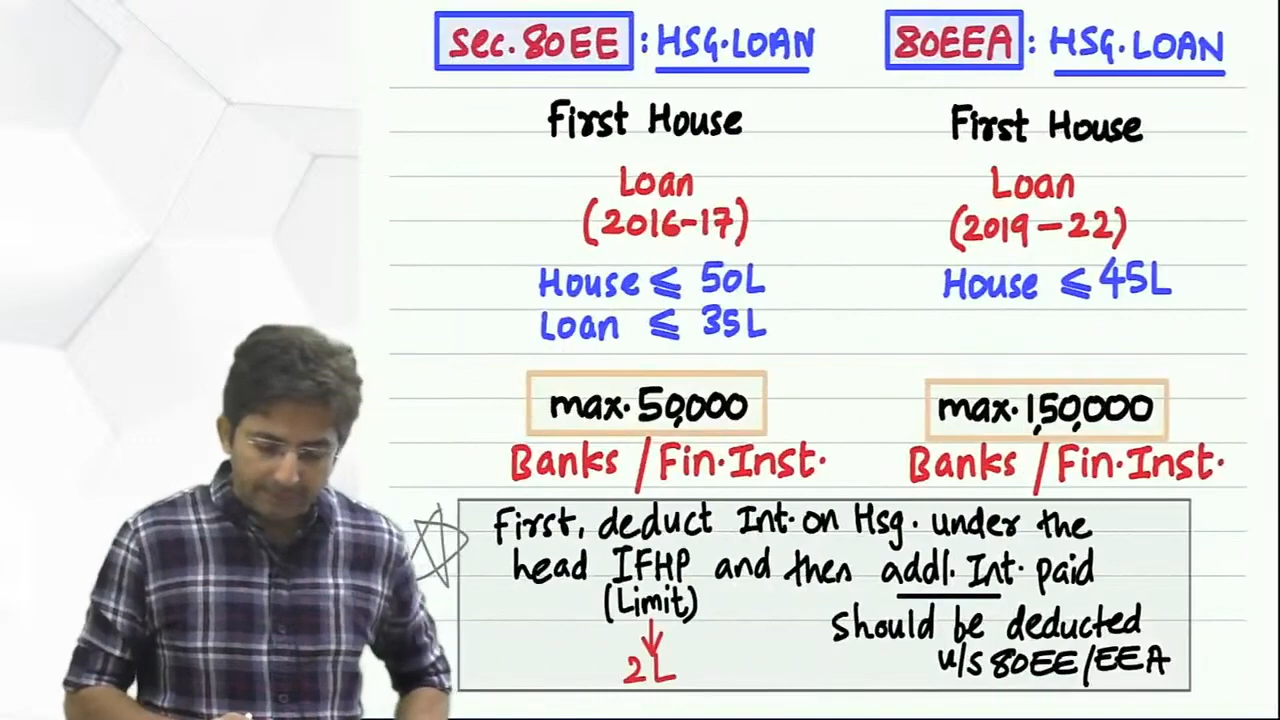 Sec. 80EE : HSG. LOAN
First House
Loan
(2016-17)
House ≤ 50L
Loan ≤ 35L
max. 50,000
Banks / Fin. Inst.
80EEA : HSG. LOAN
First House
Loan
(2019-22)
House ≤ 45L
max. 1,50,000
Banks / Fin. Inst.
First, deduct Int. on Hsg. under the
head IFHP and then addl. Int. paid
(Limit)
↓
2L
should be deducted
u/s 80EE/EEA